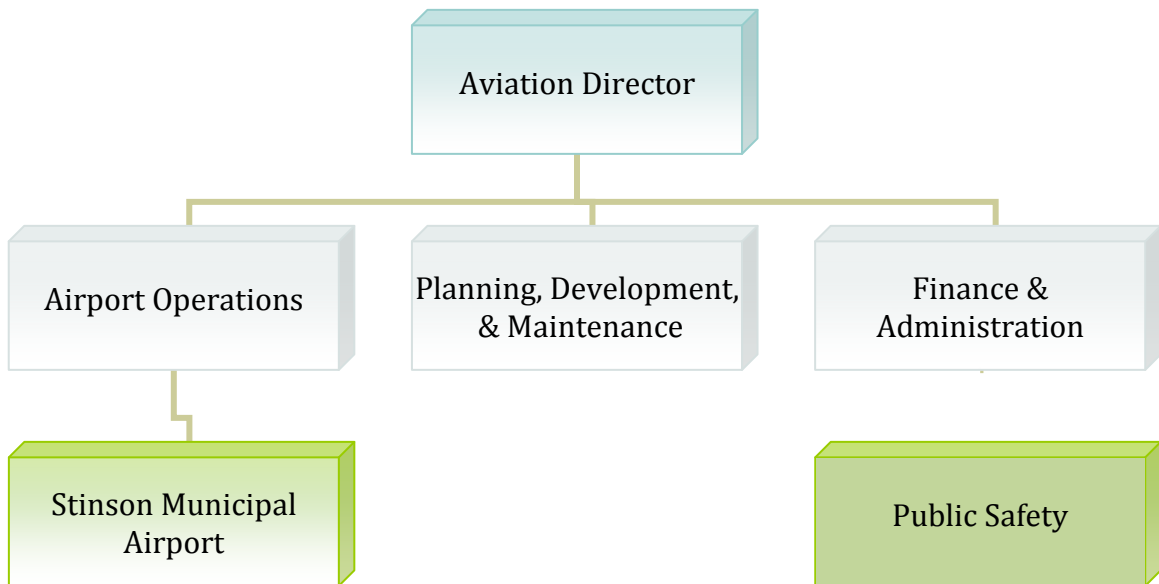 Aviation Director
Airport Operations
Planning, Development,
& Maintenance
Finance &
Administration
Stinson Municipal
Airport
Public Safety